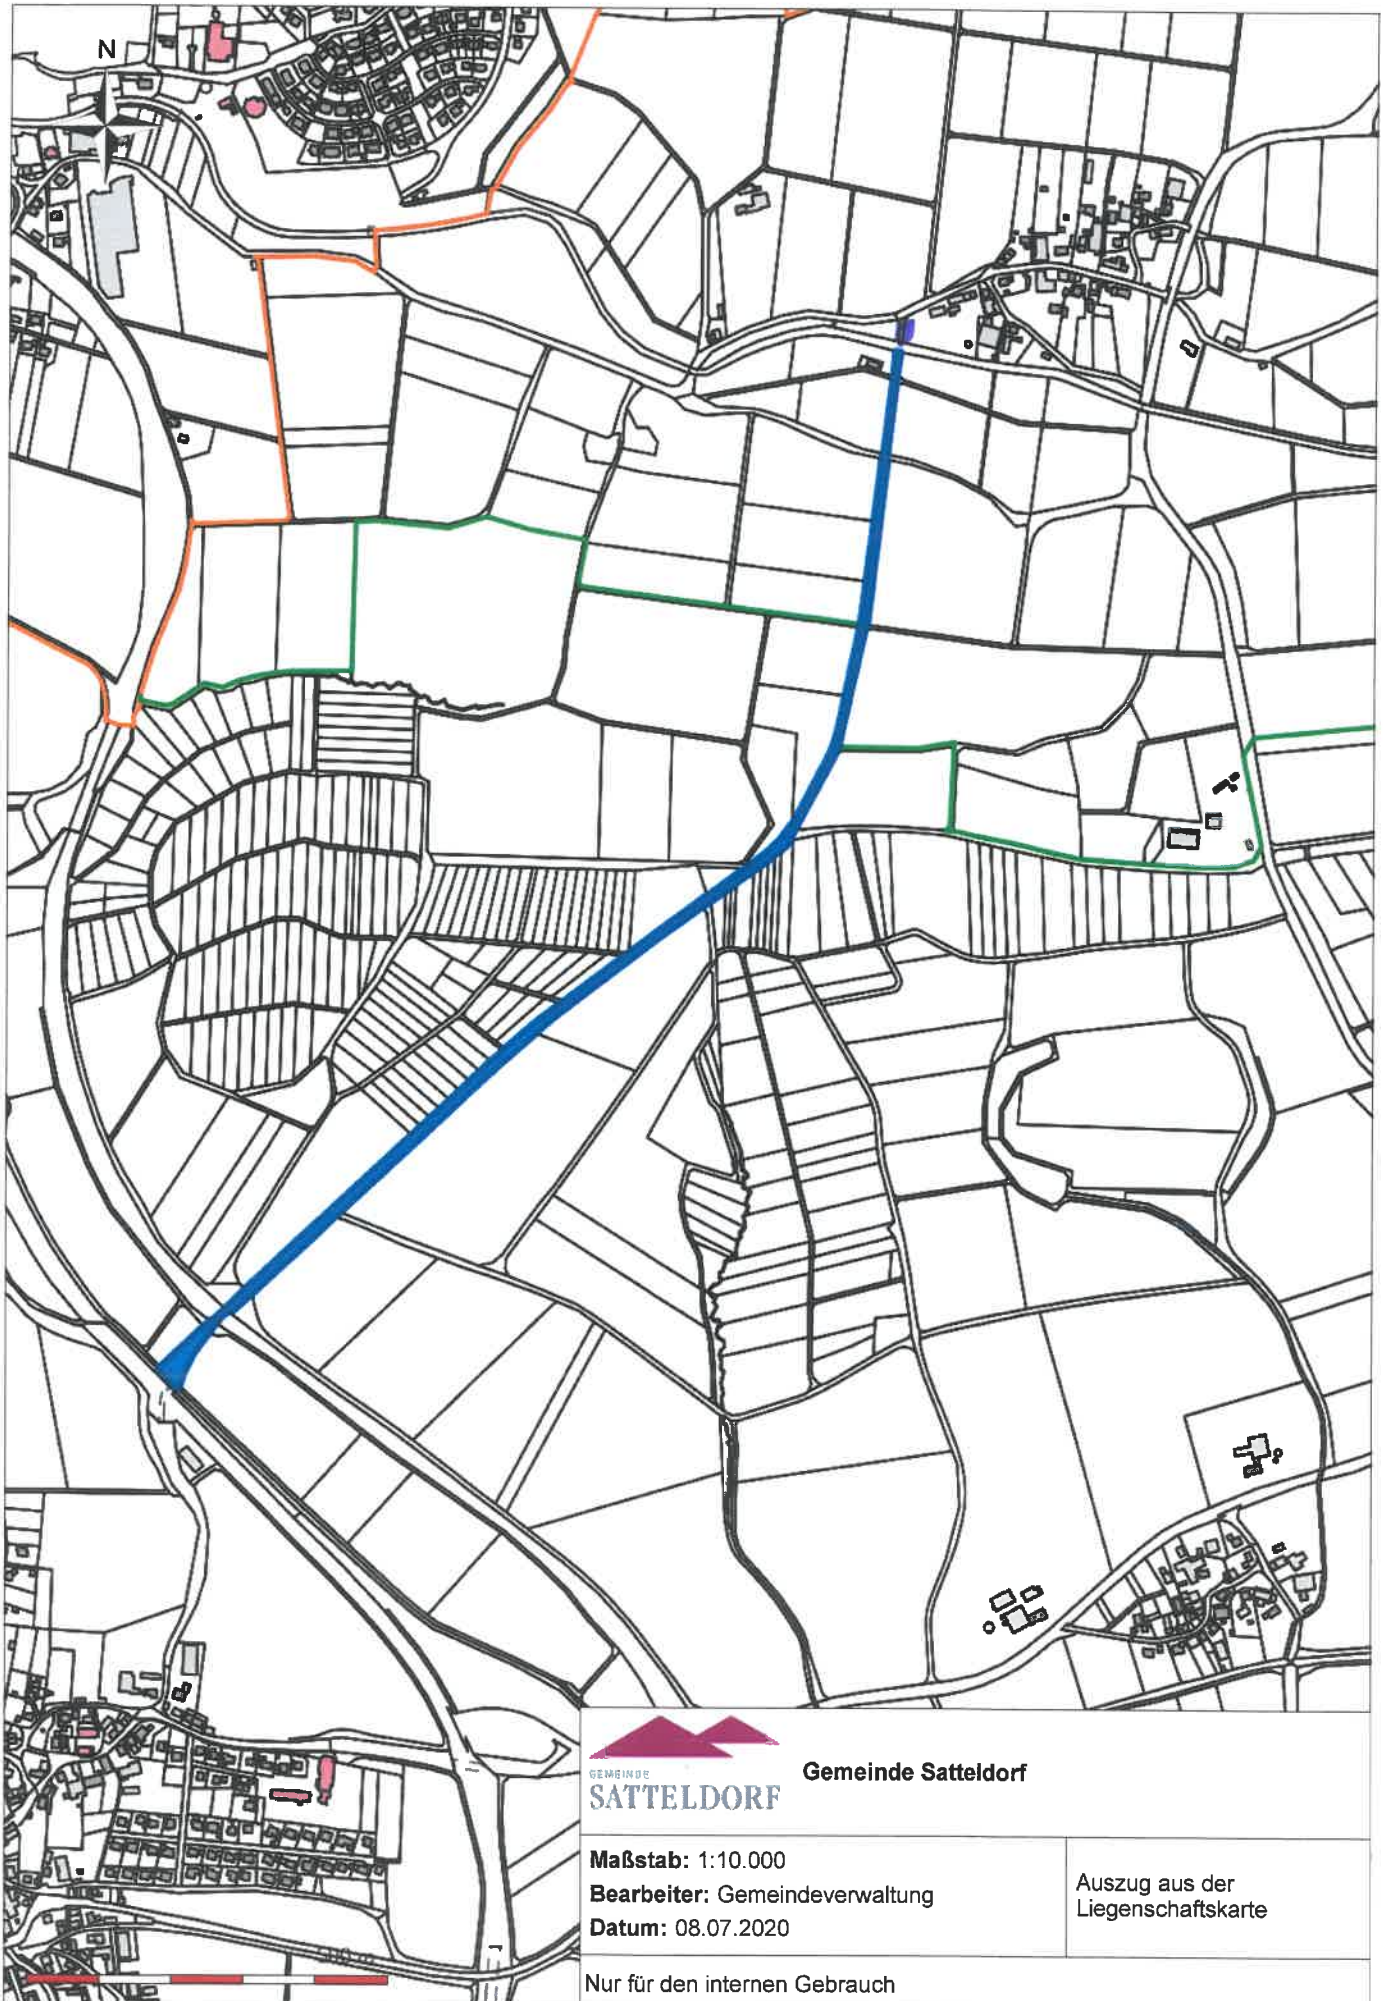 N
GEMEINDE
SATTELDORF
Gemeinde Satteldorf
Maßstab: 1:10.000
Bearbeiter: Gemeindeverwaltung
Datum: 08.07.2020
Auszug aus der
Liegenschaftskarte
Nur für den internen Gebrauch